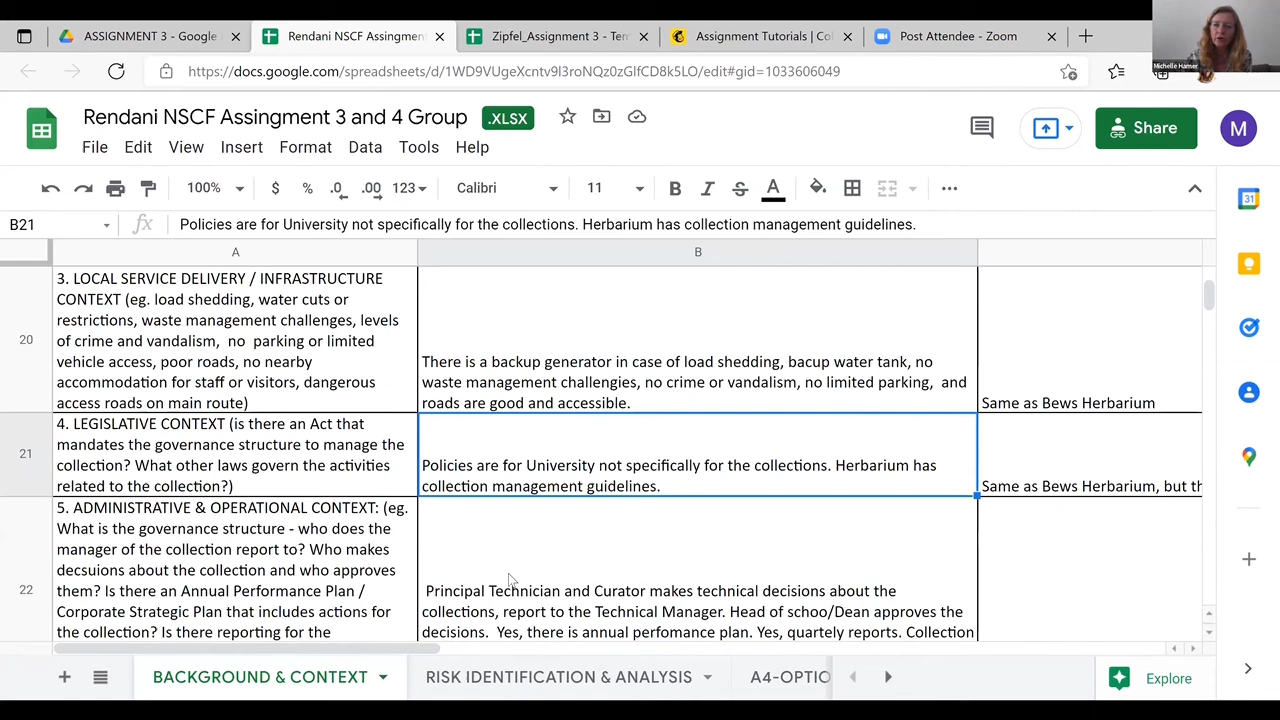 ASSIGNMENT 3 - Google
Rendani NSCF Assingment
Zipfel_Assignment 3 - Tem
Assignment Tutorials | Col
Post Attendee - Zoom
Michelle Hamer
Rendani NSCF Assingment 3 and 4 Group
.XLSX
File Edit View Insert Format Data Tools Help
Share
M
100% $ % .0 .00 123 Calibri 11 B I S A
B21
fx
Policies are for University not specifically for the collections. Herbarium has collection management guidelines.
A
B
20
3. LOCAL SERVICE DELIVERY / INFRASTRUCTURE
CONTEXT (eg. load shedding, water cuts or
restrictions, waste management challenges, levels
of crime and vandalism, no parking or limited
vehicle access, poor roads, no nearby
accommodation for staff or visitors, dangerous
access roads on main route)
There is a backup generator in case of load shedding, bacup water tank, no
waste management challengies, no crime or vandalism, no limited parking, and
roads are good and accessible.
Same as Bews Herbarium
21
4. LEGISLATIVE CONTEXT (is there an Act that
mandates the governance structure to manage the
collection? What other laws govern the activities
related to the collection?)
Policies are for University not specifically for the collections. Herbarium has
collection management guidelines.
Same as Bews Herbarium, but th
22
5. ADMINISTRATIVE & OPERATIONAL CONTEXT: (eg.
What is the governance structure - who does the
manager of the collection report to? Who makes
decsuions about the collection and who approves
them? Is there an Annual Performance Plan /
Corporate Strategic Plan that includes actions for
the collection? Is there reporting for the
Principal Technician and Curator makes technical decisions about the
collections, report to the Technical Manager. Head of schoo/Dean approves the
decisions. Yes, there is annual perfomance plan. Yes, quartely reports. Collection
BACKGROUND & CONTEXT
RISK IDENTIFICATION & ANALYSIS
A4-OPTIO
Explore
31